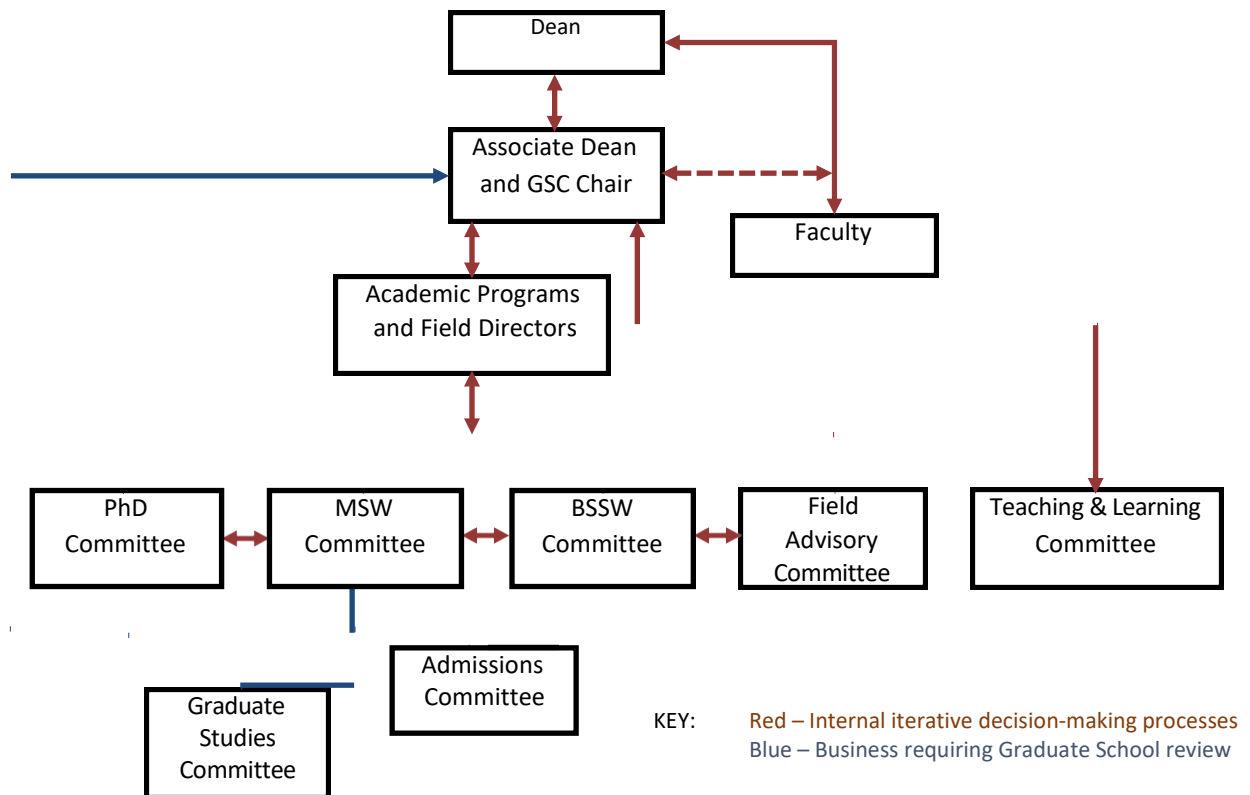 Dean
Associate Dean
and GSC Chair
Faculty
Academic Programs
and Field Directors
PhD
Committee
MSW
Committee
BSSW
Committee
Field
Advisory
Committee
Teaching & Learning
Committee
Admissions
Committee
Graduate
Studies
Committee
KEY: Red – Internal iterative decision-making processes
Blue – Business requiring Graduate School review